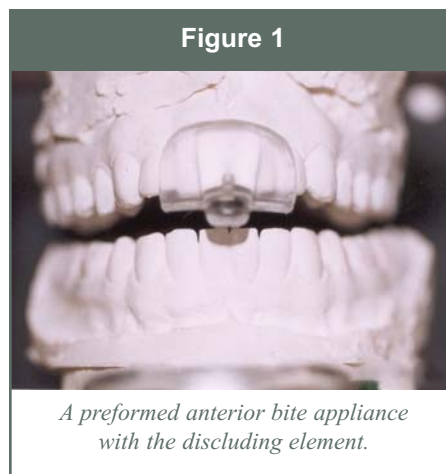 Figure 1
A preformed anterior bite appliance
with the discluding element.